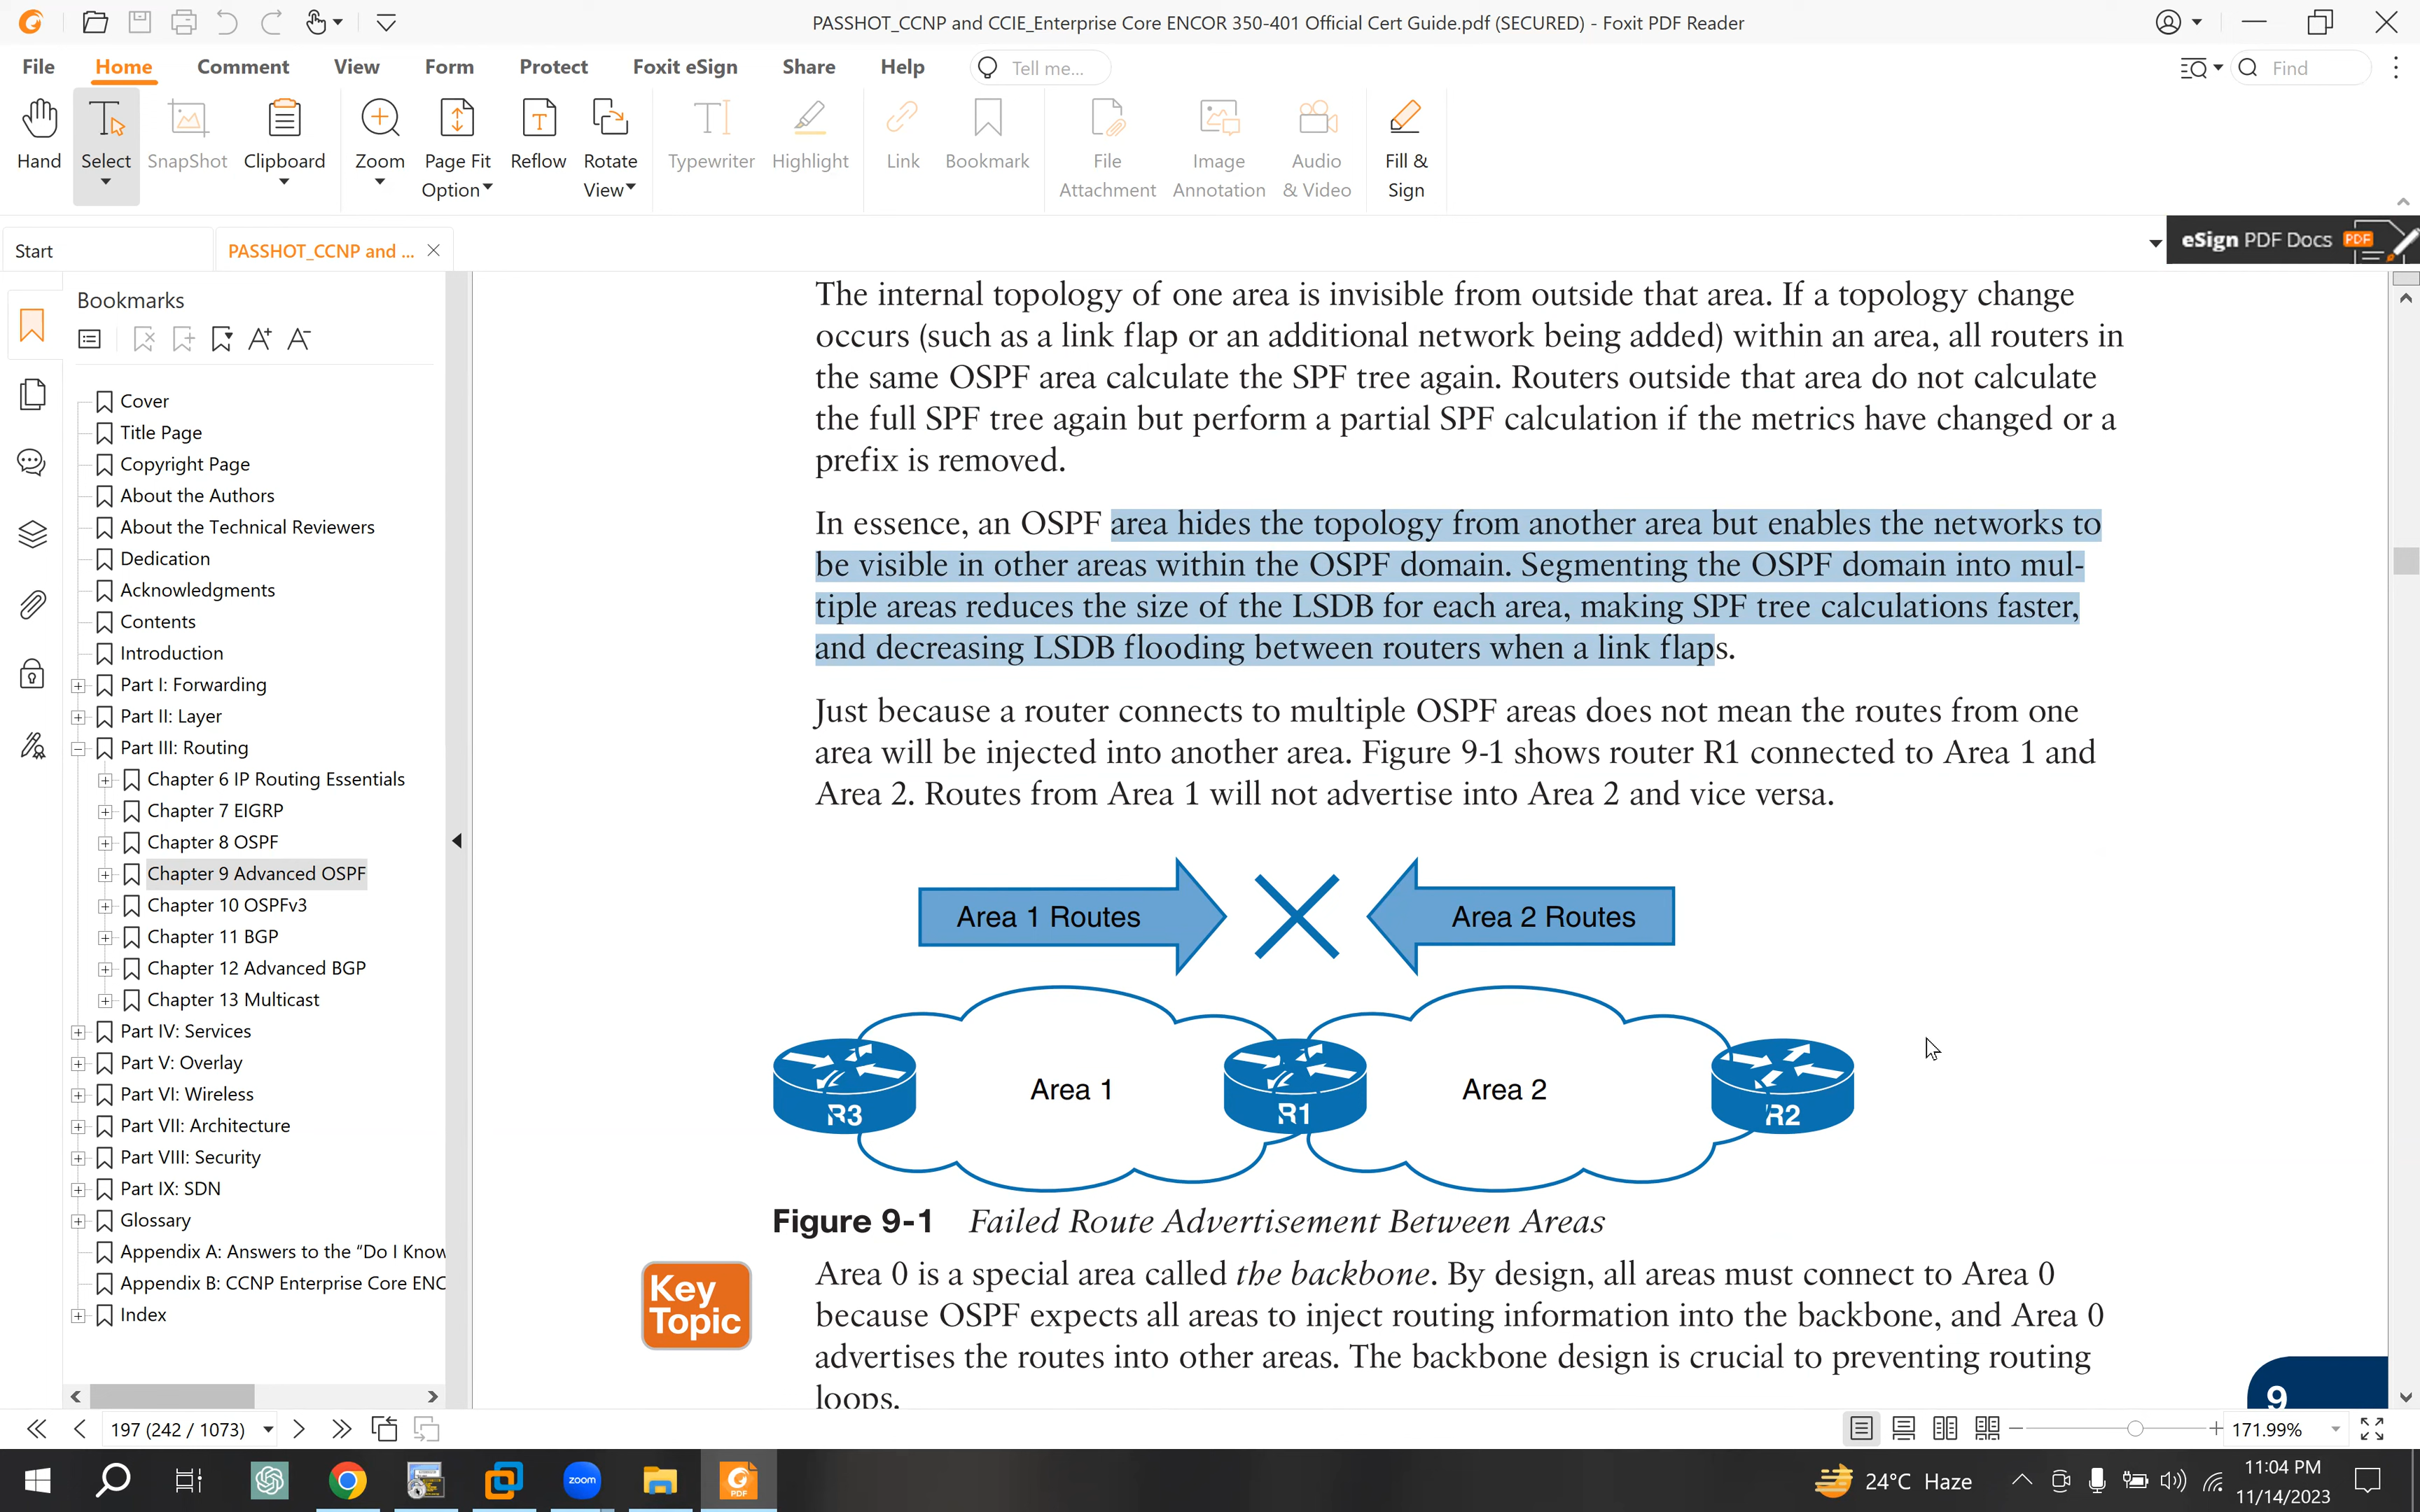 PASSHOT_CCNP and CCIE_Enterprise Core ENCOR 350-401 Official Cert Guide.pdf (SECURED) - Foxit PDF Reader
File Home Comment View Form Protect Foxit eSign Share Help Tell me... Find
Hand Select SnapShot Clipboard Zoom Page Fit Option Reflow Rotate View Typewriter Highlight Link Bookmark File Attachment Image Annotation Audio & Video Fill & Sign
Start PASSHOT_CCNP and ... eSign PDF Docs PDF
Bookmarks
Cover
Title Page
Copyright Page
About the Authors
About the Technical Reviewers
Dedication
Acknowledgments
Contents
Introduction
Part I: Forwarding
Part II: Layer
Part III: Routing
Chapter 6 IP Routing Essentials
Chapter 7 EIGRP
Chapter 8 OSPF
Chapter 9 Advanced OSPF
Chapter 10 OSPFv3
Chapter 11 BGP
Chapter 12 Advanced BGP
Chapter 13 Multicast
Part IV: Services
Part V: Overlay
Part VI: Wireless
Part VII: Architecture
Part VIII: Security
Part IX: SDN
Glossary
Appendix A: Answers to the “Do I Know
Appendix B: CCNP Enterprise Core ENC
Index
The internal topology of one area is invisible from outside that area. If a topology change
occurs (such as a link flap or an additional network being added) within an area, all routers in
the same OSPF area calculate the SPF tree again. Routers outside that area do not calculate
the full SPF tree again but perform a partial SPF calculation if the metrics have changed or a
prefix is removed.
In essence, an OSPF area hides the topology from another area but enables the networks to
be visible in other areas within the OSPF domain. Segmenting the OSPF domain into mul-
tiple areas reduces the size of the LSDB for each area, making SPF tree calculations faster,
and decreasing LSDB flooding between routers when a link flaps.
Just because a router connects to multiple OSPF areas does not mean the routes from one
area will be injected into another area. Figure 9-1 shows router R1 connected to Area 1 and
Area 2. Routes from Area 1 will not advertise into Area 2 and vice versa.
Area 1 Routes Area 2 Routes
R3 Area 1 R1 Area 2 R2
Figure 9-1 Failed Route Advertisement Between Areas
Key Topic
Area 0 is a special area called the backbone. By design, all areas must connect to Area 0
because OSPF expects all areas to inject routing information into the backbone, and Area 0
advertises the routes into other areas. The backbone design is crucial to preventing routing
loops.
9
197 (242 / 1073) 171.99%
zoom PDF 24°C Haze 11:04 PM
11/14/2023